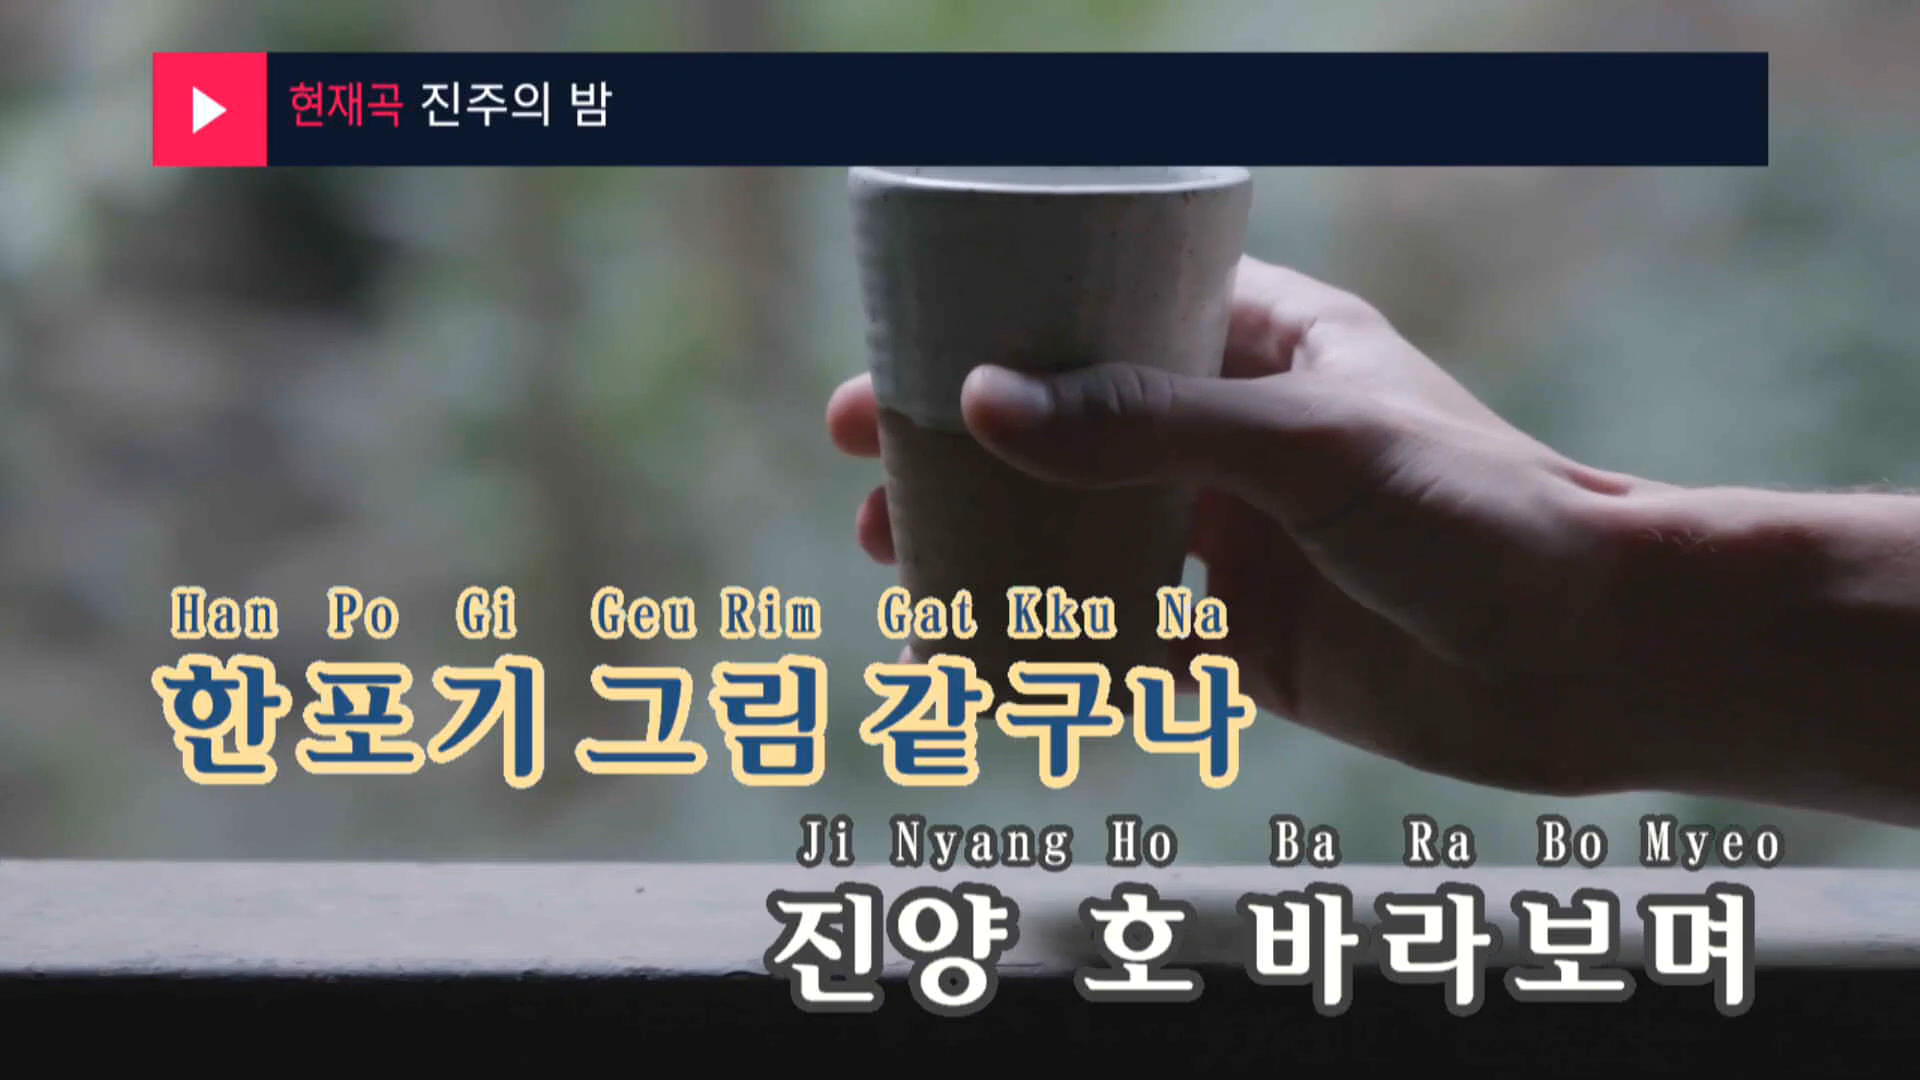 현재곡 진주의 밤
Han Po Gi Geu Rim Gat Kku Na
한포기 그림 같구나
Ji Nyang Ho Ba Ra Bo Myeo
진양 호 바라보며